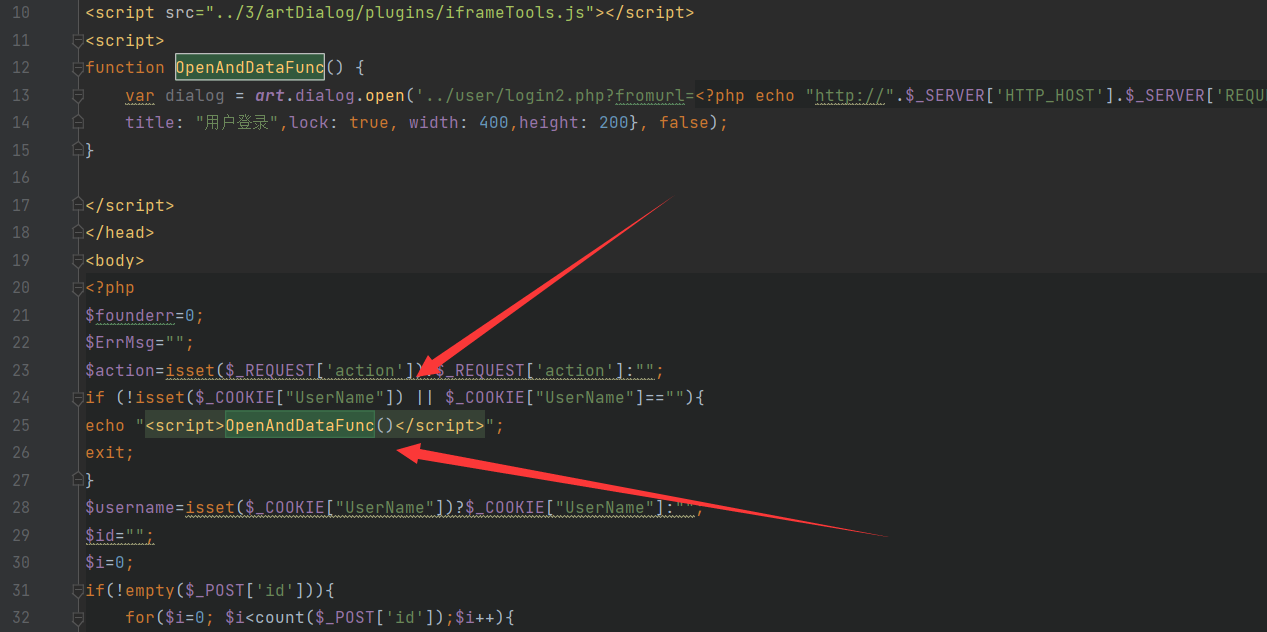 10 <script src="../3/artDialog/plugins/iframeTools.js"></script>
11 <script>
12 function OpenAndDataFunc() {
13 var dialog = art.dialog.open('../user/login2.php?fromurl=<?php echo "http://".$_SERVER['HTTP_HOST'].$_SERVER['REQU
14 title: "用户登录",lock: true, width: 400,height: 200}, false);
15 }
16
17 </script>
18 </head>
19 <body>
20 <?php
21 $founderr=0;
22 $ErrMsg="";
23 $action=isset($_REQUEST['action'])?$_REQUEST['action']:"";
24 if (!isset($_COOKIE["UserName"]) || $_COOKIE["UserName"]==""){
25 echo "<script>OpenAndDataFunc()</script>";
26 exit;
27 }
28 $username=isset($_COOKIE["UserName"])?$_COOKIE["UserName"]:"";
29 $id="";
30 $i=0;
31 if(!empty($_POST['id'])){
32 for($i=0; $i<count($_POST['id']);$i++){